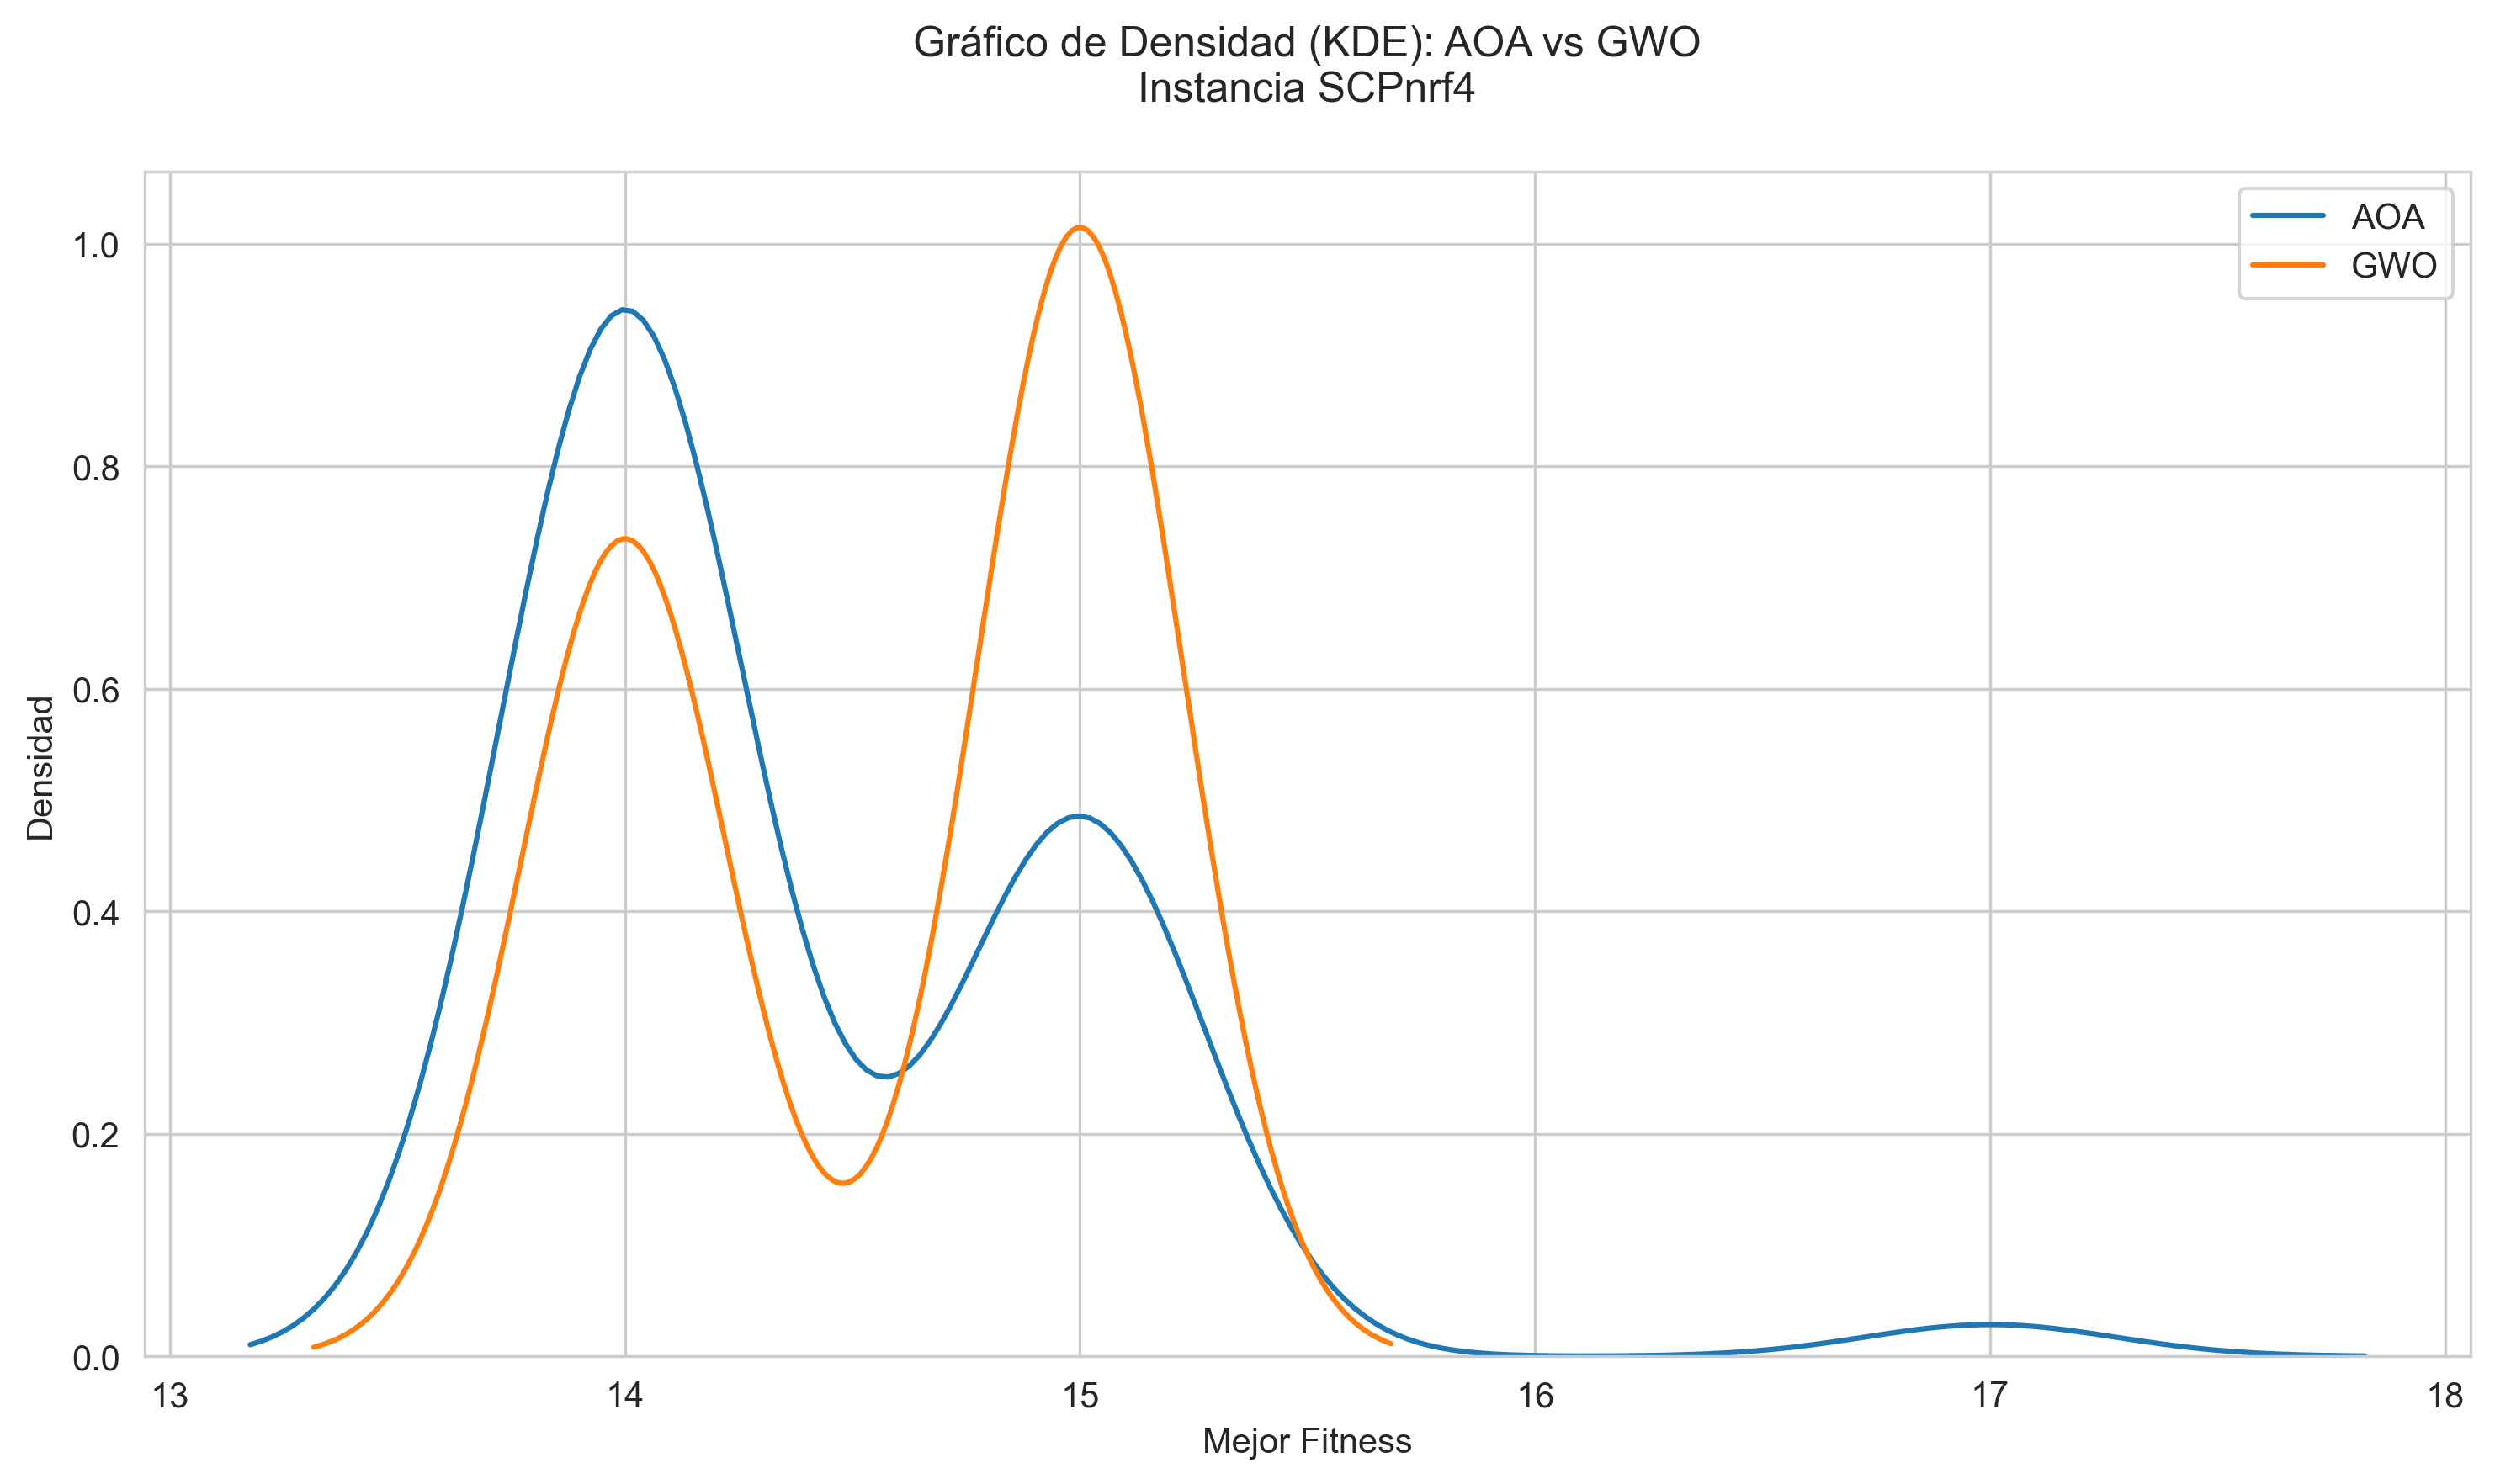 Gráfico de Densidad (KDE): AOA vs GWO
Instancia SCPnrf4
AOA
GWO
1.0
0.8
0.6
0.4
0.2
0.0
Densidad
13 14 15 16 17 18
Mejor Fitness